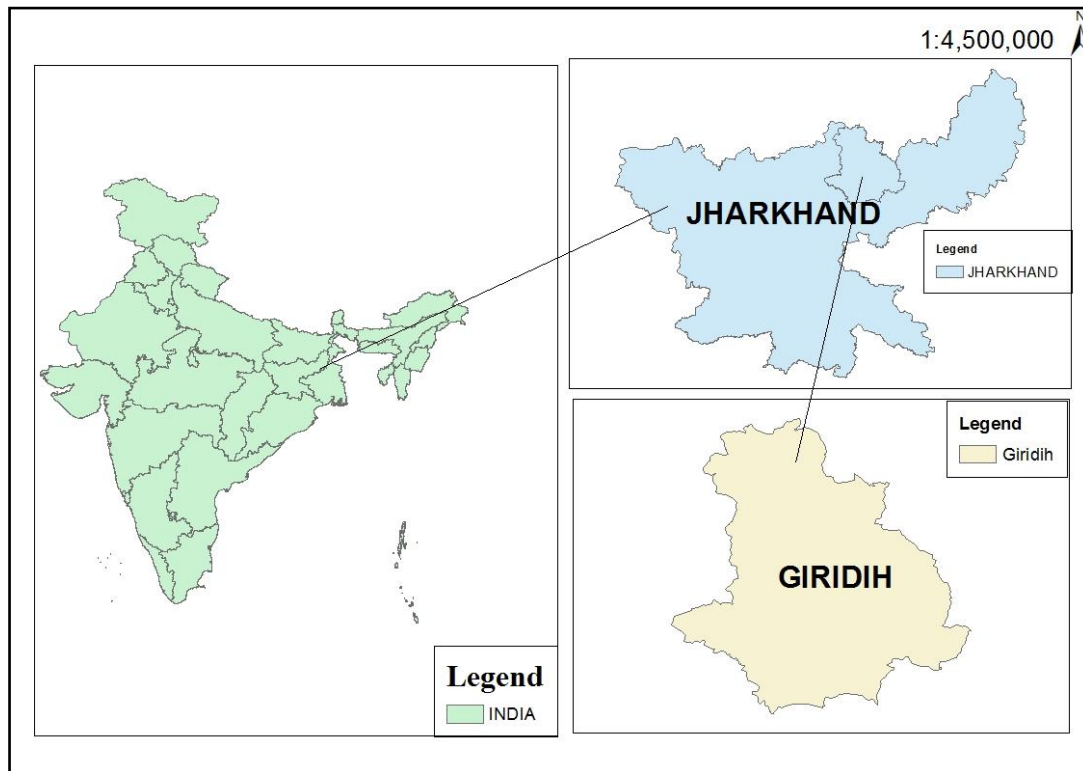 N
1:4,500,000
JHARKHAND
Legend
JHARKHAND
Legend
Giridih
GIRIDIH
Legend
INDIA